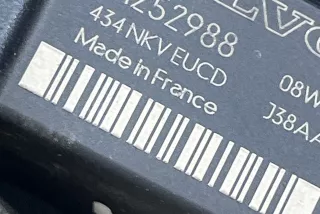 252988
434 NKV EUCD
Made in France
08W
J38AA